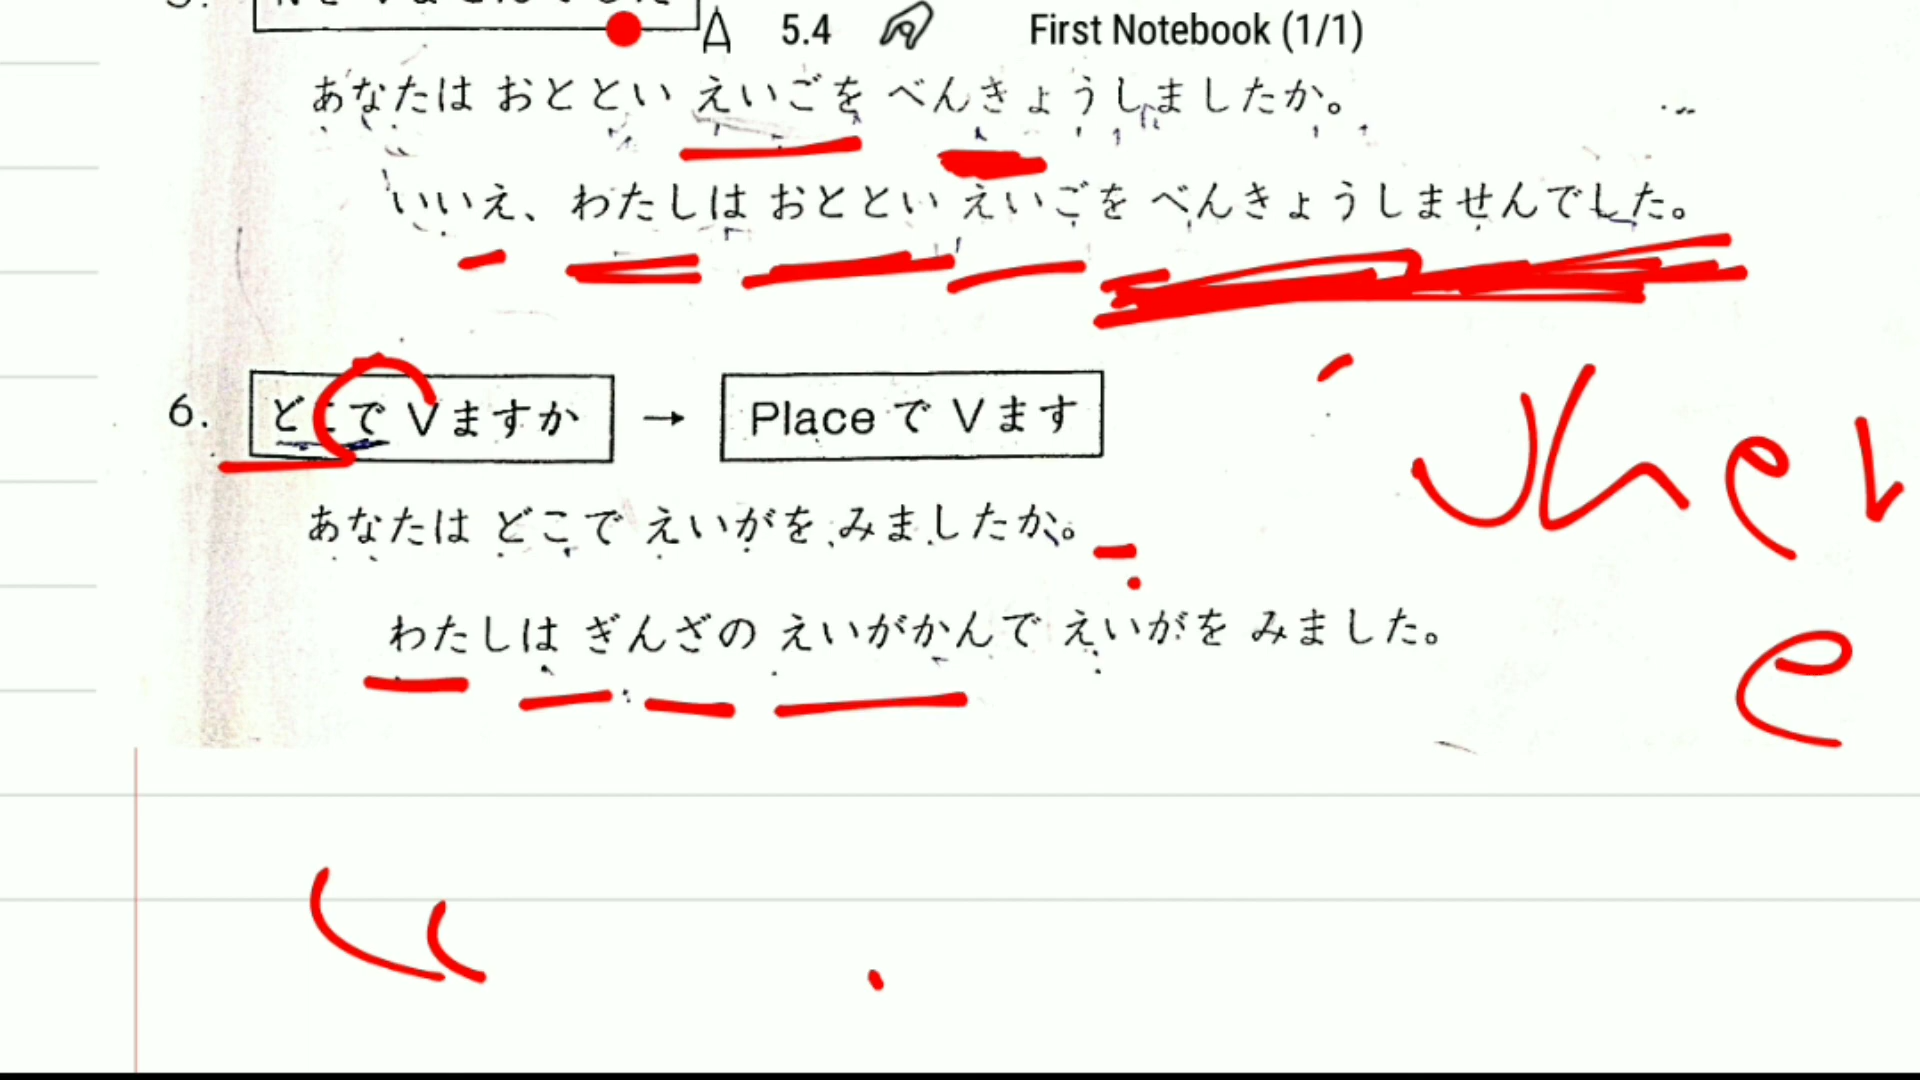 5.4 First Notebook (1/1)
あなたは おととい えいごを べんきょうしましたか。
いいえ、わたしは おととい えいごを べんきょうしませんでした。
6. どこで Vますか → Placeで Vます
あなたは どこで えいがを みましたか。
わたしは ぎんざの えいがかんで えいがを みました。